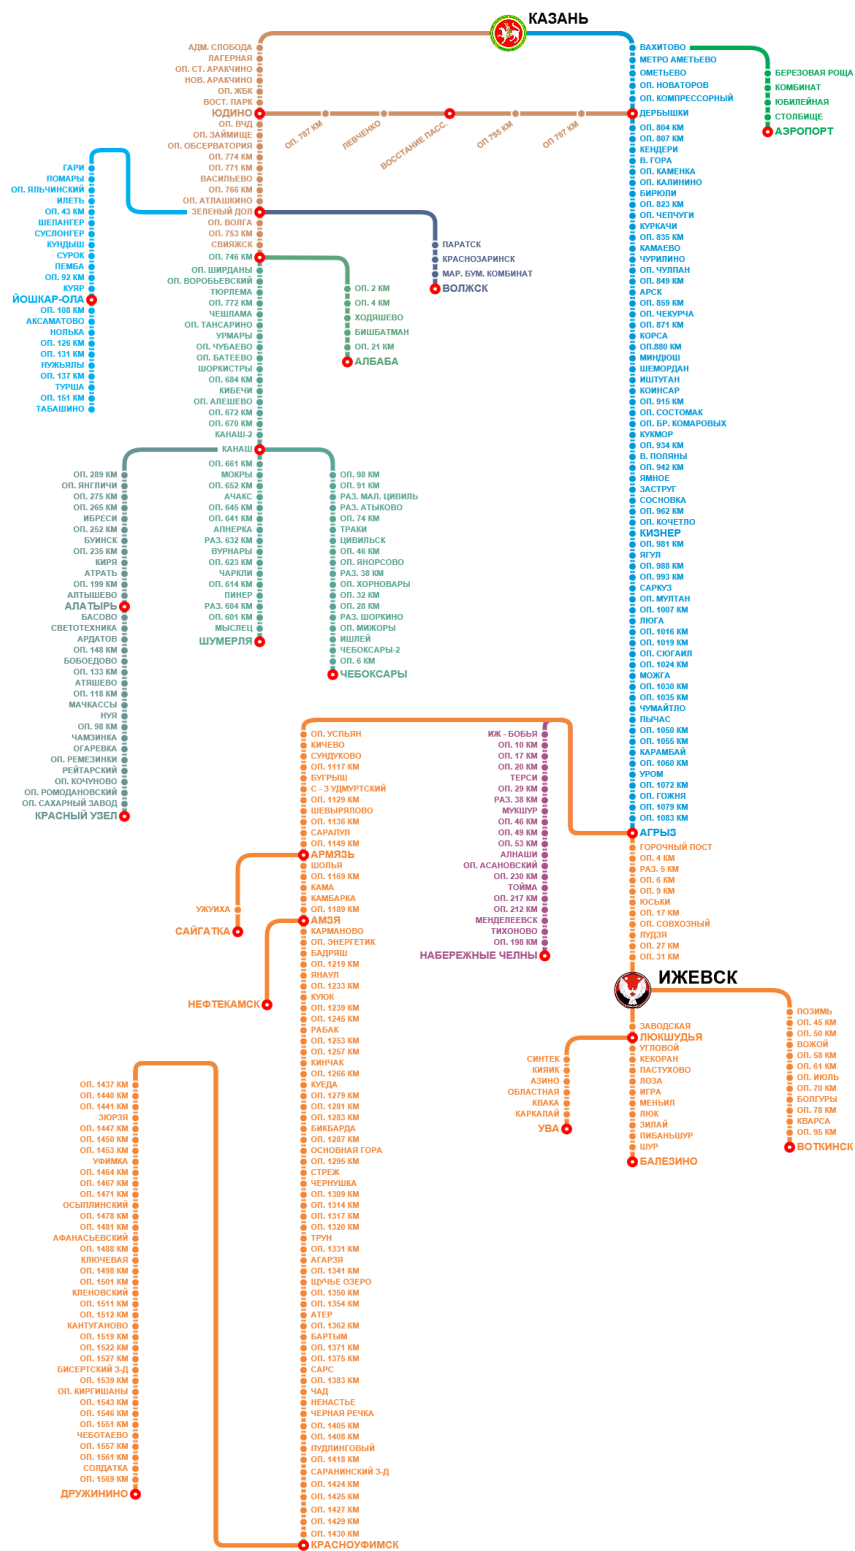 КАЗАНЬ
АДМ. СЛОБОДА
ЛАГЕРНАЯ
ОП. СТ. АРАКЧИНО
НОВ. АРАКЧИНО
ОП. ЖБК
ВОСТ. ПАРК
ЮДИНО
ОП. ВЧД
ОП. ЗАЙМИЩЕ
ОП. ОБСЕРВАТОРИЯ
ОП. 774 КМ
ОП. 771 КМ
ВАСИЛЬЕВО
ОП. 766 КМ
ОП. АТЛАШКИНО
ЗЕЛЕНЫЙ ДОЛ
ОП. ВОЛГА
ОП. 753 КМ
СВИЯЖСК
ОП. 746 КМ
ОП. ШИРДАНЫ
ОП. ВОРОБЬЕВСКИЙ
ТЮРЛЕМА
ОП. 772 КМ
ЧЕШЛАМА
ОП. ТАНСАРИНО
УРМАРЫ
ОП. ЧУБАЕВО
ОП. БАТЕЕВО
ШОРКИСТРЫ
ОП. 684 КМ
КИБЕЧИ
ОП. АЛЕШЕВО
ОП. 672 КМ
ОП. 670 КМ
КАНАШ-2
КАНАШ
ОП. 661 КМ
МОКРЫ
ОП. 652 КМ
АЧАКС
ОП. 645 КМ
ОП. 641 КМ
АПНЕРКА
РАЗ. 632 КМ
ВУРНАРЫ
ОП. 623 КМ
ЧАРКЛИ
ОП. 614 КМ
ПИНЕР
РАЗ. 604 КМ
ОП. 601 КМ
МЫСЛЕЦ
ШУМЕРЛЯ
ОП. 787 КМ
ЛЕВЧЕНКО
ВОССТАНИЕ ПАСС.
ОП 795 КМ
ОП 797 КМ
ВАХИТОВО
МЕТРО АМЕТЬЕВО
ОМЕТЬЕВО
ОП. НОВАТОРОВ
ОП. КОМПРЕССОРНЫЙ
ДЕРБЫШКИ
ОП. 804 КМ
ОП. 807 КМ
КЕНДЕРИ
В. ГОРА
ОП. КАМЕНКА
ОП. КАЛИНИНО
БИРЮЛИ
ОП. 823 КМ
ОП. ЧЕПЧУГИ
КУРКАЧИ
ОП. 835 КМ
КАМАЕВО
ЧУРИЛИНО
ОП. ЧУЛПАН
ОП. 849 КМ
АРСК
ОП. 859 КМ
ОП. ЧЕКУРЧА
ОП. 871 КМ
КОРСА
ОП.880 КМ
МИНДЮШ
ШЕМОРДАН
ИШТУГАН
КОИНСАР
ОП. 915 КМ
ОП. СОСТОМАК
ОП. БР. КОМАРОВЫХ
КУКМОР
ОП. 934 КМ
В. ПОЛЯНЫ
ОП. 942 КМ
ЯМНОЕ
ЗАСТРУГ
СОСНОВКА
ОП. 962 КМ
ОП. КОЧЕТЛО
КИЗНЕР
ОП. 981 КМ
ЯГУЛ
ОП. 988 КМ
ОП. 993 КМ
САРКУЗ
ОП. МУЛТАН
ОП. 1007 КМ
ЛЮГА
ОП. 1016 КМ
ОП. 1019 КМ
ОП. СЮГАИЛ
ОП. 1024 КМ
МОЖГА
ОП. 1030 КМ
ОП. 1035 КМ
ЧУМАЙТЛО
ПЫЧАС
ОП. 1050 КМ
ОП. 1055 КМ
КАРАМБАЙ
ОП. 1060 КМ
УРОМ
ОП. 1072 КМ
ОП. ГОЖНЯ
ОП. 1079 КМ
ОП. 1083 КМ
АГРЫЗ
ГОРОЧНЫЙ ПОСТ
ОП. 4 КМ
РАЗ. 5 КМ
ОП. 6 КМ
ОП. 9 КМ
ЮСЬКИ
ОП. 17 КМ
ОП. СОВХОЗНЫЙ
ЛУДЗЯ
ОП. 27 КМ
ОП. 31 КМ
ИЖЕВСК
ЗАВОДСКАЯ
ЛЮКШУДЬЯ
УГЛОВОЙ
КЕКОРАН
ПАСТУХОВО
ЛОЗА
ИГРА
МЕНЬИЛ
ЛЮК
ЗИЛАЙ
ПИБАНЬШУР
ШУР
БАЛЕЗИНО
БЕРЕЗОВАЯ РОЩА
КОМБИНАТ
ЮБИЛЕЙНАЯ
СТОЛБИЩЕ
АЭРОПОРТ
ГАРИ
ПОМАРЫ
ОП. ЯЛЬЧИНСКИЙ
ИЛЕТЬ
ОП. 43 КМ
ШЕЛАНГЕР
СУСЛОНГЕР
КУНДЫШ
СУРОК
ПЕМБА
ОП. 92 КМ
КУЯР
ЙОШКАР-ОЛА
ОП. 108 КМ
АКСАМАТОВО
НОЛЬКА
ОП. 126 КМ
ОП. 131 КМ
НУЖЬЯЛЫ
ОП. 137 КМ
ТУРША
ОП. 151 КМ
ТАБАШИНО
ПАРАТСК
КРАСНОЗАРИНСК
МАР. БУМ. КОМБИНАТ
ВОЛЖСК
ОП. 2 КМ
ОП. 4 КМ
ХОДЯШЕВО
БИШБАТМАН
ОП. 21 КМ
АЛБАБА
ОП. 289 КМ
ОП. ЯНГЛИЧИ
ОП. 275 КМ
ОП. 265 КМ
ИБРЕСИ
ОП. 252 КМ
БУИНСК
ОП. 235 КМ
КИРЯ
АТРАТЬ
ОП. 199 КМ
АЛТЫШЕВО
АЛАТЫРЬ
БАСОВО
СВЕТОТЕХНИКА
АРДАТОВ
ОП. 148 КМ
БОБОЕДОВО
ОП. 133 КМ
АТЯШЕВО
ОП. 118 КМ
МАЧКАССЫ
НУЯ
ОП. 98 КМ
ЧАМЗИНКА
ОГАРЕВКА
ОП. РЕМЕЗИНКИ
РЕЙТАРСКИЙ
ОП. КОЧУНОВО
ОП. РОМОДАНОВСКИЙ
ОП. САХАРНЫЙ ЗАВОД
КРАСНЫЙ УЗЕЛ
ОП. 98 КМ
ОП. 91 КМ
РАЗ. МАЛ. ЦИВИЛЬ
РАЗ. АТЫКОВО
ОП. 74 КМ
ТРАКИ
ЦИВИЛЬСК
ОП. 46 КМ
ОП. ЯНОРСОВО
РАЗ. 38 КМ
ОП. ХОРНОВАРЫ
ОП. 32 КМ
ОП. 28 КМ
РАЗ. ШОРКИНО
ОП. МИЖОРЫ
ИШЛЕЙ
ЧЕБОКСАРЫ-2
ОП. 6 КМ
ЧЕБОКСАРЫ
ОП. УСПЬЯН
КИЧЕВО
СУНДУКОВО
ОП. 1117 КМ
БУГРЫШ
С - З УДМУРТСКИЙ
ОП. 1129 КМ
ШЕВЫРЯЛОВО
ОП. 1136 КМ
САРАПУЛ
ОП. 1149 КМ
АРМЯЗЬ
ШОЛЬЯ
ОП. 1169 КМ
КАМА
КАМБАРКА
ОП. 1189 КМ
АМЗЯ
КАРМАНОВО
ОП. ЭНЕРГЕТИК
БАДРЯШ
ОП. 1219 КМ
ЯНАУЛ
ОП. 1233 КМ
КУЮК
ОП. 1239 КМ
ОП. 1245 КМ
РАБАК
ОП. 1253 КМ
ОП. 1257 КМ
КИНЧАК
ОП. 1266 КМ
КУЕДА
ОП. 1279 КМ
ОП. 1281 КМ
ОП. 1283 КМ
БИКБАРДА
ОП. 1287 КМ
ОСНОВНАЯ ГОРА
ОП. 1295 КМ
СТРЕЖ
ЧЕРНУШКА
ОП. 1309 КМ
ОП. 1314 КМ
ОП. 1317 КМ
ОП. 1320 КМ
ТРУН
ОП. 1331 КМ
АГАРЗЯ
ОП. 1341 КМ
ЩУЧЬЕ ОЗЕРО
ОП. 1350 КМ
ОП. 1354 КМ
АТЕР
ОП. 1362 КМ
БАРТЫМ
ОП. 1371 КМ
ОП. 1375 КМ
САРС
ОП. 1383 КМ
ЧАД
НЕНАСТЬЕ
ЧЕРНАЯ РЕЧКА
ОП. 1405 КМ
ОП. 1408 КМ
ПУДЛИНГОВЫЙ
ОП. 1418 КМ
САРАНИНСКИЙ З-Д
ОП. 1424 КМ
ОП. 1425 КМ
ОП. 1427 КМ
ОП. 1429 КМ
ОП. 1430 КМ
КРАСНОУФИМСК
УЖУИХА
САЙГАТКА
НЕФТЕКАМСК
ИЖ - БОБЬЯ
ОП. 10 КМ
ОП. 17 КМ
ОП. 20 КМ
ТЕРСИ
ОП. 29 КМ
РАЗ. 38 КМ
МУКШУР
ОП. 46 КМ
ОП. 49 КМ
ОП. 53 КМ
АЛНАШИ
ОП. АСАНОВСКИЙ
ОП. 230 КМ
ТОЙМА
ОП. 217 КМ
ОП. 212 КМ
МЕНДЕЛЕЕВСК
ТИХОНОВО
ОП. 198 КМ
НАБЕРЕЖНЫЕ ЧЕЛНЫ
СИНТЕК
КИЯИК
АЗИНО
ОБЛАСТНАЯ
КВАКА
КАРКАЛАЙ
УВА
ПОЗИМЬ
ОП. 45 КМ
ОП. 50 КМ
ВОЖОЙ
ОП. 58 КМ
ОП. 61 КМ
ОП. ИЮЛЬ
ОП. 70 КМ
БОЛГУРЫ
ОП. 78 КМ
КВАРСА
ОП. 95 КМ
ВОТКИНСК
ОП. 1437 КМ
ОП. 1440 КМ
ОП. 1441 КМ
ЗЮРЗЯ
ОП. 1447 КМ
ОП. 1450 КМ
ОП. 1453 КМ
УФИМКА
ОП. 1464 КМ
ОП. 1467 КМ
ОП. 1471 КМ
ОСЫПЛИНСКИЙ
ОП. 1478 КМ
ОП. 1481 КМ
АФАНАСЬЕВСКИЙ
ОП. 1488 КМ
КЛЮЧЕВАЯ
ОП. 1498 КМ
ОП. 1501 КМ
КЛЕНОВСКИЙ
ОП. 1511 КМ
ОП. 1512 КМ
КАНТУГАНОВО
ОП. 1519 КМ
ОП. 1522 КМ
ОП. 1527 КМ
БИСЕРТСКИЙ З-Д
ОП. 1539 КМ
ОП. КИРГИШАНЫ
ОП. 1543 КМ
ОП. 1546 КМ
ОП. 1551 КМ
ЧЕБОТАЕВО
ОП. 1557 КМ
ОП. 1561 КМ
СОЛДАТКА
ОП. 1569 КМ
ДРУЖИНИНО